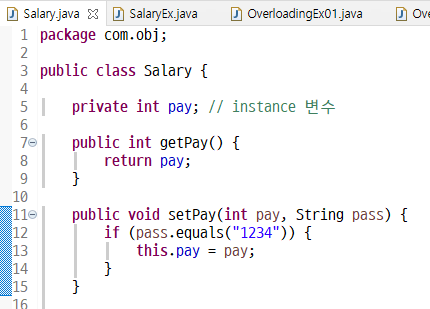 Salary.java SalaryEx.java OverloadingEx01.java Ove
1 package com.obj;
2
3 public class Salary {
4
5 private int pay; // instance 변수
6
7 public int getPay() {
8 return pay;
9 }
10
11 public void setPay(int pay, String pass) {
12 if (pass.equals("1234")) {
13 this.pay = pay;
14 }
15 }
16